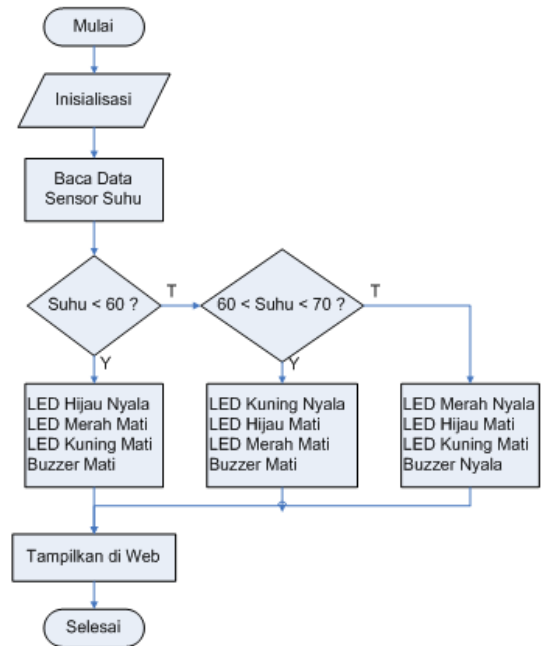 Mulai
Inisialisasi
Baca Data
Sensor Suhu
Suhu < 60 ?
T
60 < Suhu < 70 ?
T
Y
Y
LED Hijau Nyala
LED Merah Mati
LED Kuning Mati
Buzzer Mati
LED Kuning Nyala
LED Hijau Mati
LED Merah Mati
Buzzer Mati
LED Merah Nyala
LED Hijau Mati
LED Kuning Mati
Buzzer Nyala
Tampilkan di Web
Selesai